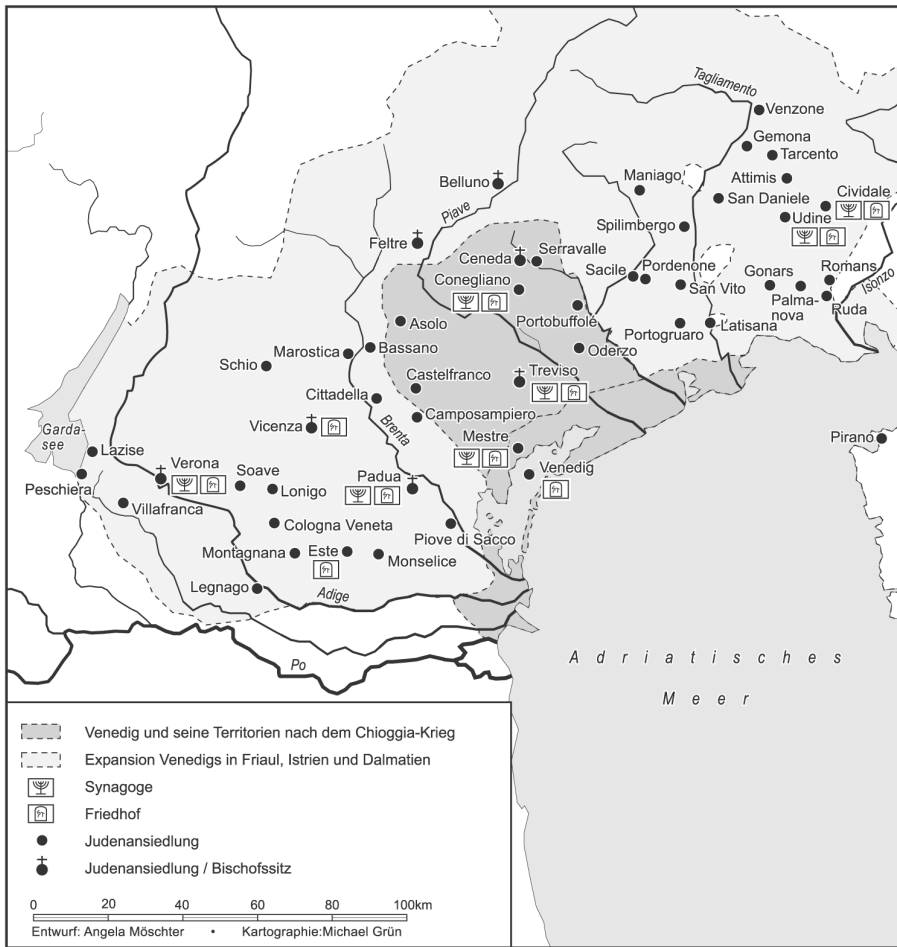 Tagliamento
Venzone
Gemona
Tarcento
Attimis
Maniago
Belluno
San Daniele
Cividale
Udine
Piave
Spilimbergo
Feltre
Ceneda
Serravalle
Conegliano
Sacile
Pordenone
San Vito
Gonars
Romans
Isonzo
Palma-
nova
Ruda
Portobuffolé
Asolo
Portogruaro
Latisana
Oderzo
Marostica
Bassano
Schio
Treviso
Castelfranco
Cittadella
Camposampiero
Vicenza
Brenta
Mestre
Pirano
Garda-
see
Lazise
Verona
Soave
Lonigo
Padua
Venedig
Peschiera
Villafranca
Cologna Veneta
Piove di Sacco
Montagnana
Este
Monselice
Legnago
Adige
Po
Adriatisches
Meer
Venedig und seine Territorien nach dem Chioggia-Krieg
Expansion Venedigs in Friaul, Istrien und Dalmatien
Synagoge
Friedhof
Judenansiedlung
Judenansiedlung / Bischofssitz
0 20 40 60 80 100km
Entwurf: Angela Möschter • Kartographie:Michael Grün